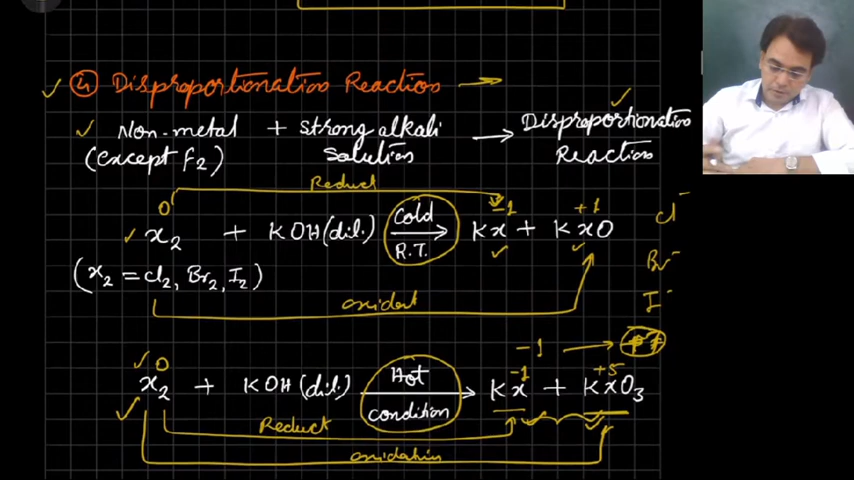 ④ Disproportionation Reaction →
Non-metal + Strong alkali → Disproportionation
(except F₂) Solution Reaction
Reduct
0 -1 +1
x₂ + KOH(dil.) Cold R.T. → Kx + KxO
Cl⁻
(x₂ = Cl₂, Br₂, I₂)
Br⁻
I⁻
oxidat
-1 →
0 -1 +5
x₂ + KOH(dil.) Hot condition → Kx + KxO₃
Reduct
oxidation